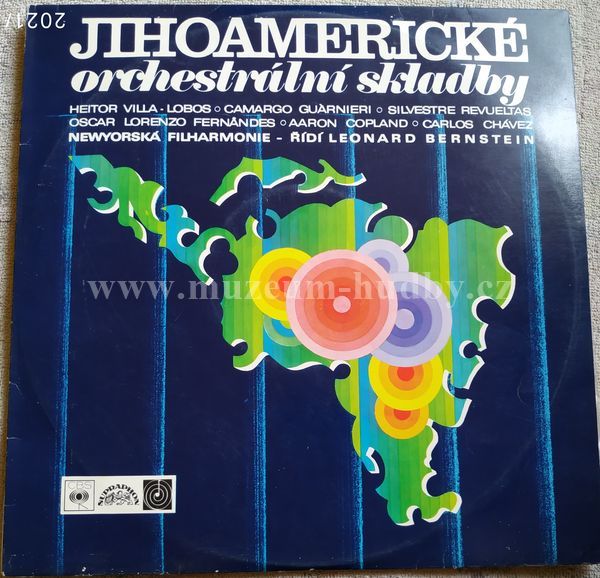 2021/
JIHOAMERICKÉ
orchestrální skladby
HEITOR VILLA-LOBOS ○ CAMARGO GUARNIERI ○ SILVESTRE REVUELTAS
OSCAR LORENZO FERNÂNDES ○ AARON COPLAND ○ CARLOS CHÁVEZ
NEWYORSKÁ FILHARMONIE - ŘÍDÍ LEONARD BERNSTEIN
www.muzeum-hudby.cz
CBS SUPRAPHON